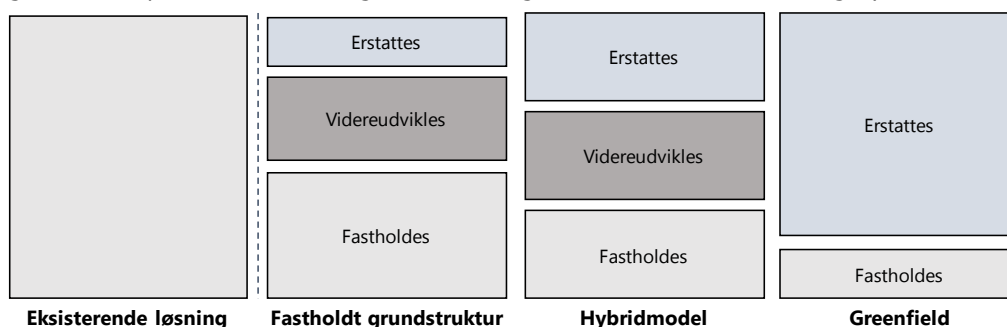 Erstattes
Videreudvikles
Fastholdes
Erstattes
Videreudvikles
Fastholdes
Erstattes
Fastholdes
Eksisterende løsning
Fastholdt grundstruktur
Hybridmodel
Greenfield